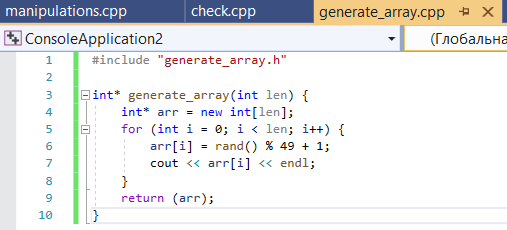 manipulations.cpp check.cpp generate_array.cpp
ConsoleApplication2 (Глобальна
1 #include "generate_array.h"
2
3 int* generate_array(int len) {
4 int* arr = new int[len];
5 for (int i = 0; i < len; i++) {
6 arr[i] = rand() % 49 + 1;
7 cout << arr[i] << endl;
8 }
9 return (arr);
10 }